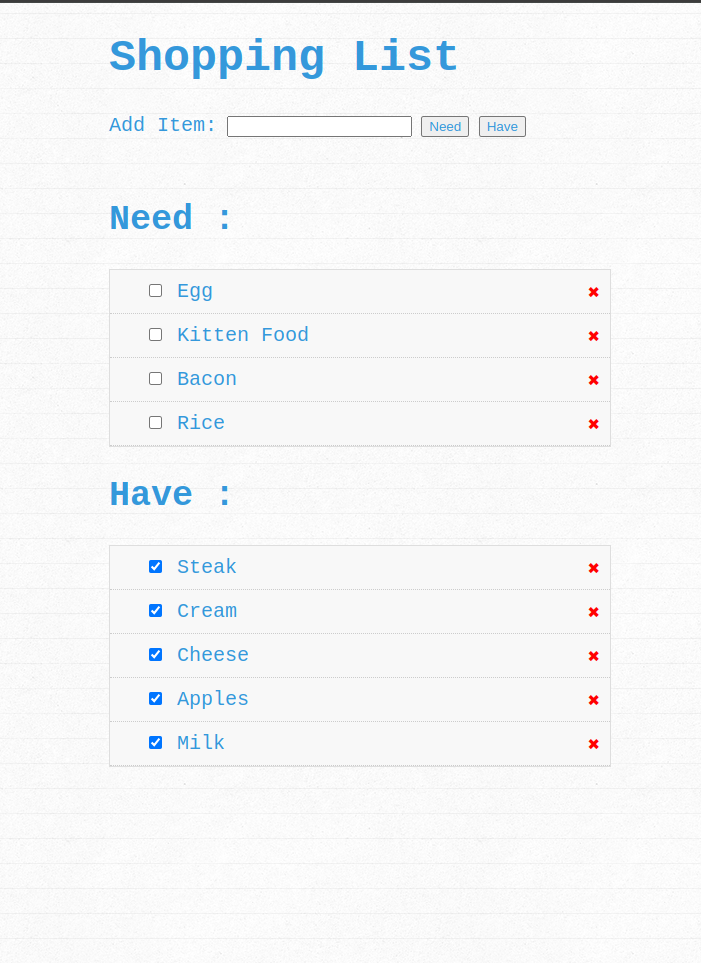 Shopping List
Add Item: Need Have
Need :
Egg ✖
Kitten Food ✖
Bacon ✖
Rice ✖
Have :
Steak ✖
Cream ✖
Cheese ✖
Apples ✖
Milk ✖